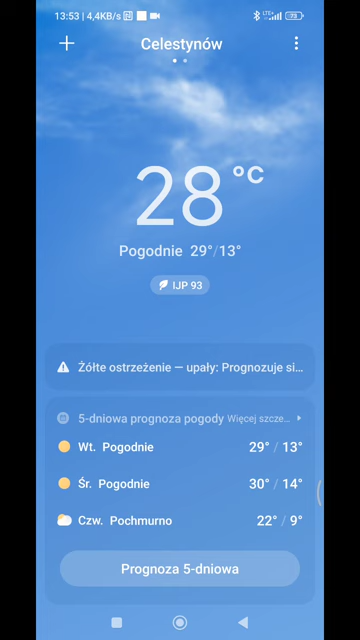 13:53 | 4,4KB/s
Celestynów
28 °C
Pogodnie 29°/13°
IJP 93
Żółte ostrzeżenie — upały: Prognozuje si...
5-dniowa prognoza pogody Więcej szcze...
Wt. Pogodnie 29° / 13°
Śr. Pogodnie 30° / 14°
Czw. Pochmurno 22° / 9°
Prognoza 5-dniowa